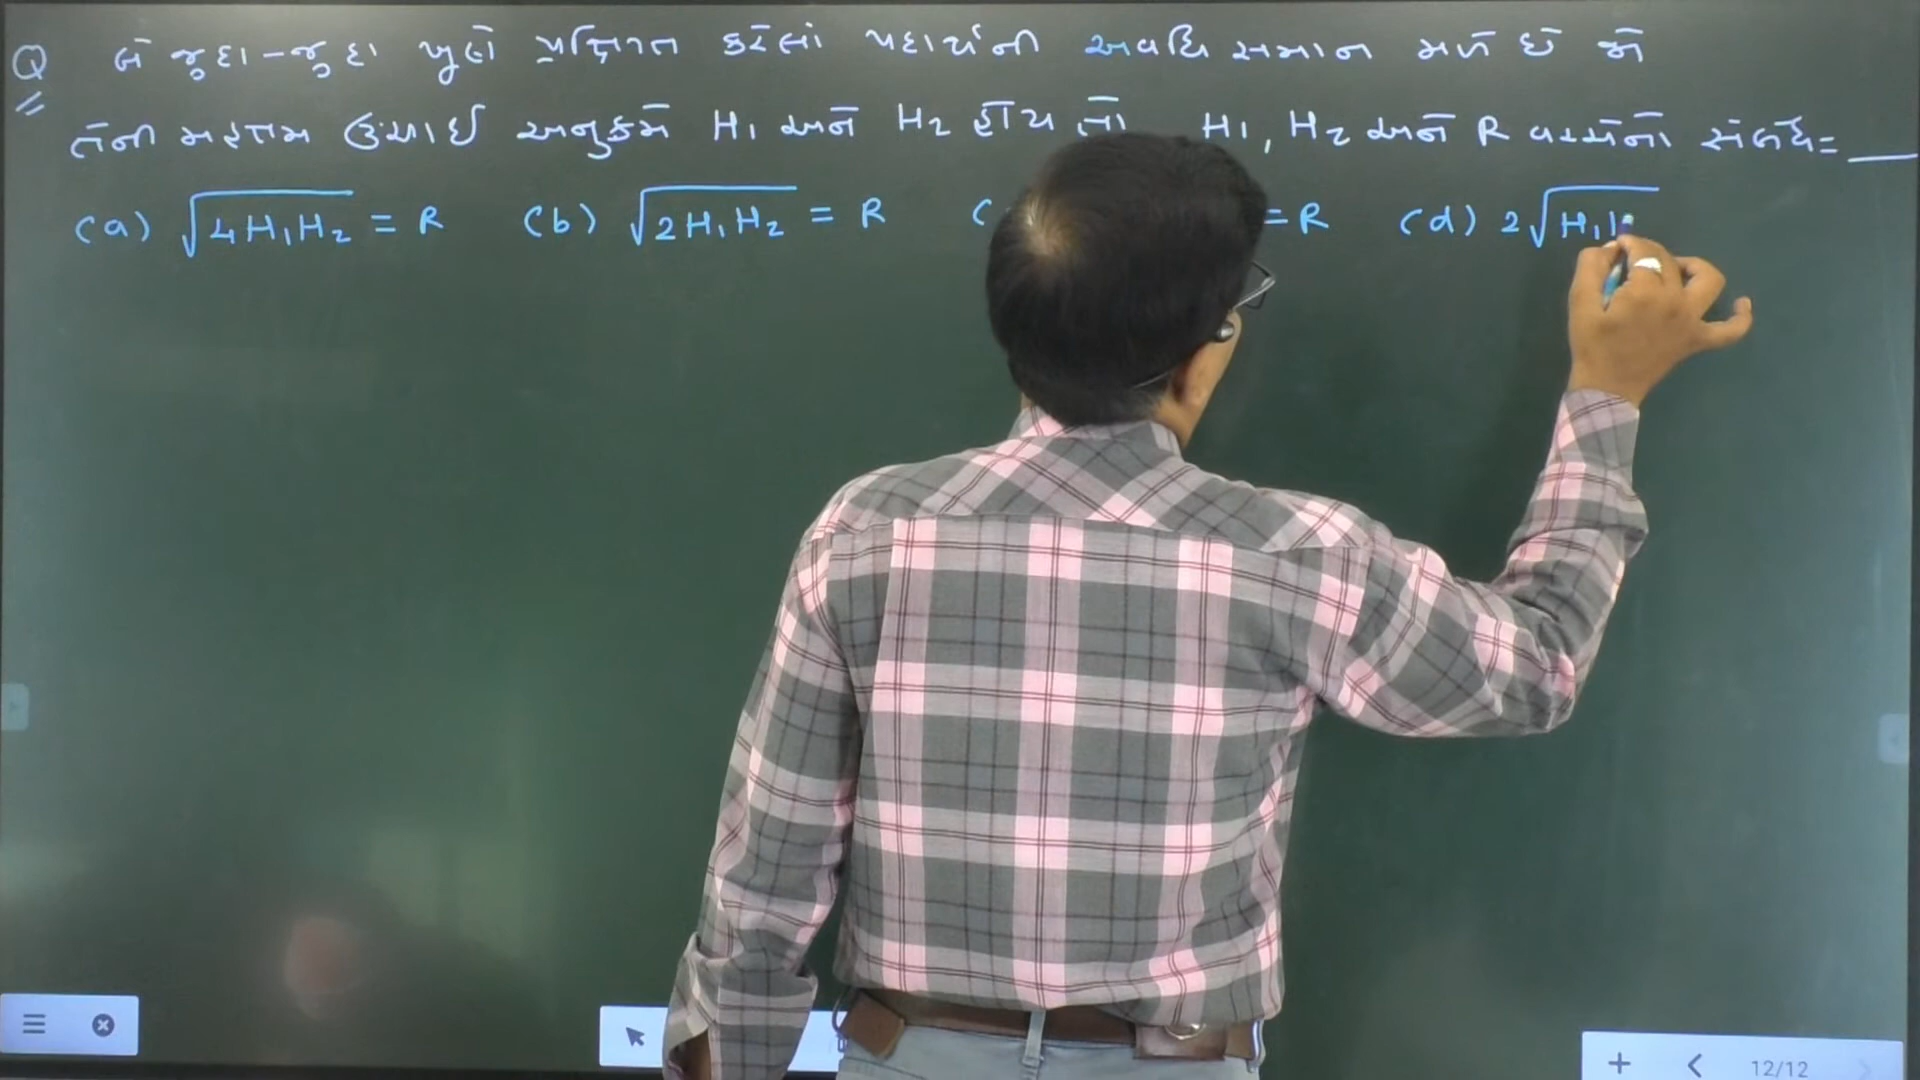 Q બે જુદા-જુદા ખૂણે પ્રક્ષિપ્ત કરેલાં પદાર્થની અવધિ સમાન મળે છે જો
તેની મહત્તમ ઊંચાઈ અનુક્રમે H₁ અને H₂ હોય તો H₁, H₂ અને R વચ્ચેનો સંબંધ = ___
(a) √4H₁H₂ = R (b) √2H₁H₂ = R ( = R (d) 2√H₁
12/12